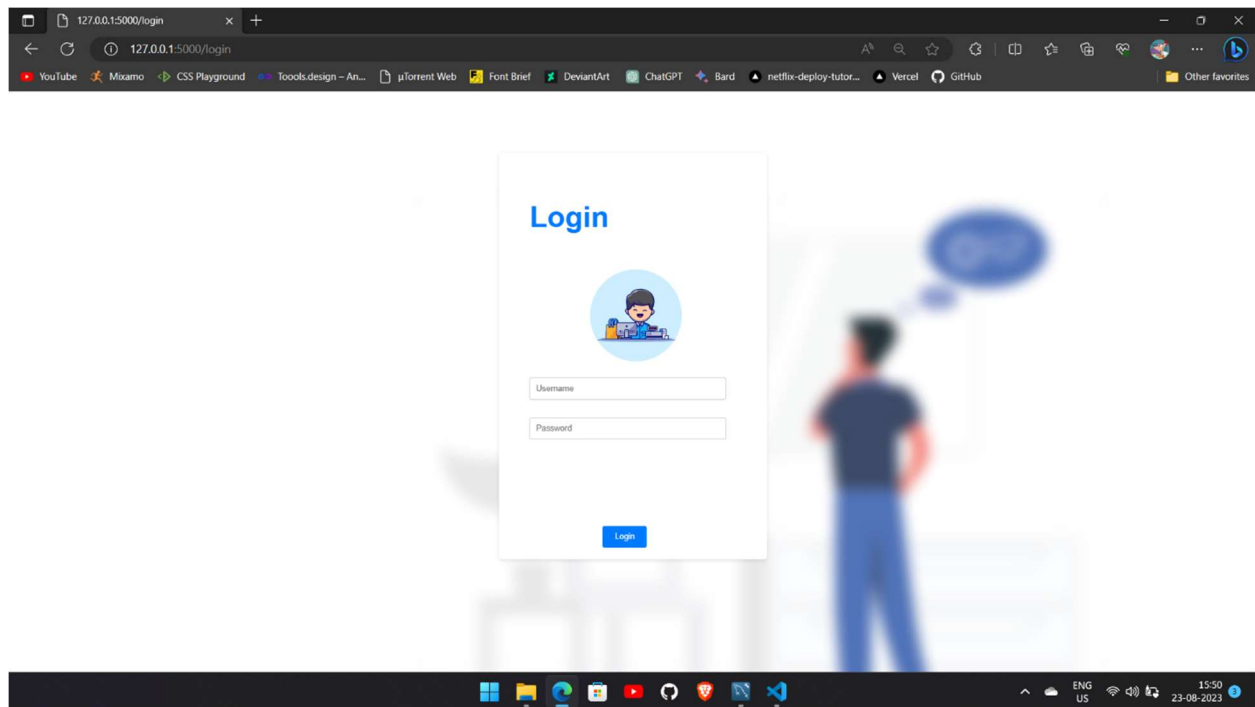 127.0.0.1:5000/login
127.0.0.1:5000/login
YouTube Mixamo CSS Playground Toools.design – An... µTorrent Web Font Brief DeviantArt ChatGPT Bard netflix-deploy-tutor... Vercel GitHub Other favorites
Login
Username
Password
Login
ENG
US
15:50
23-08-2023
3